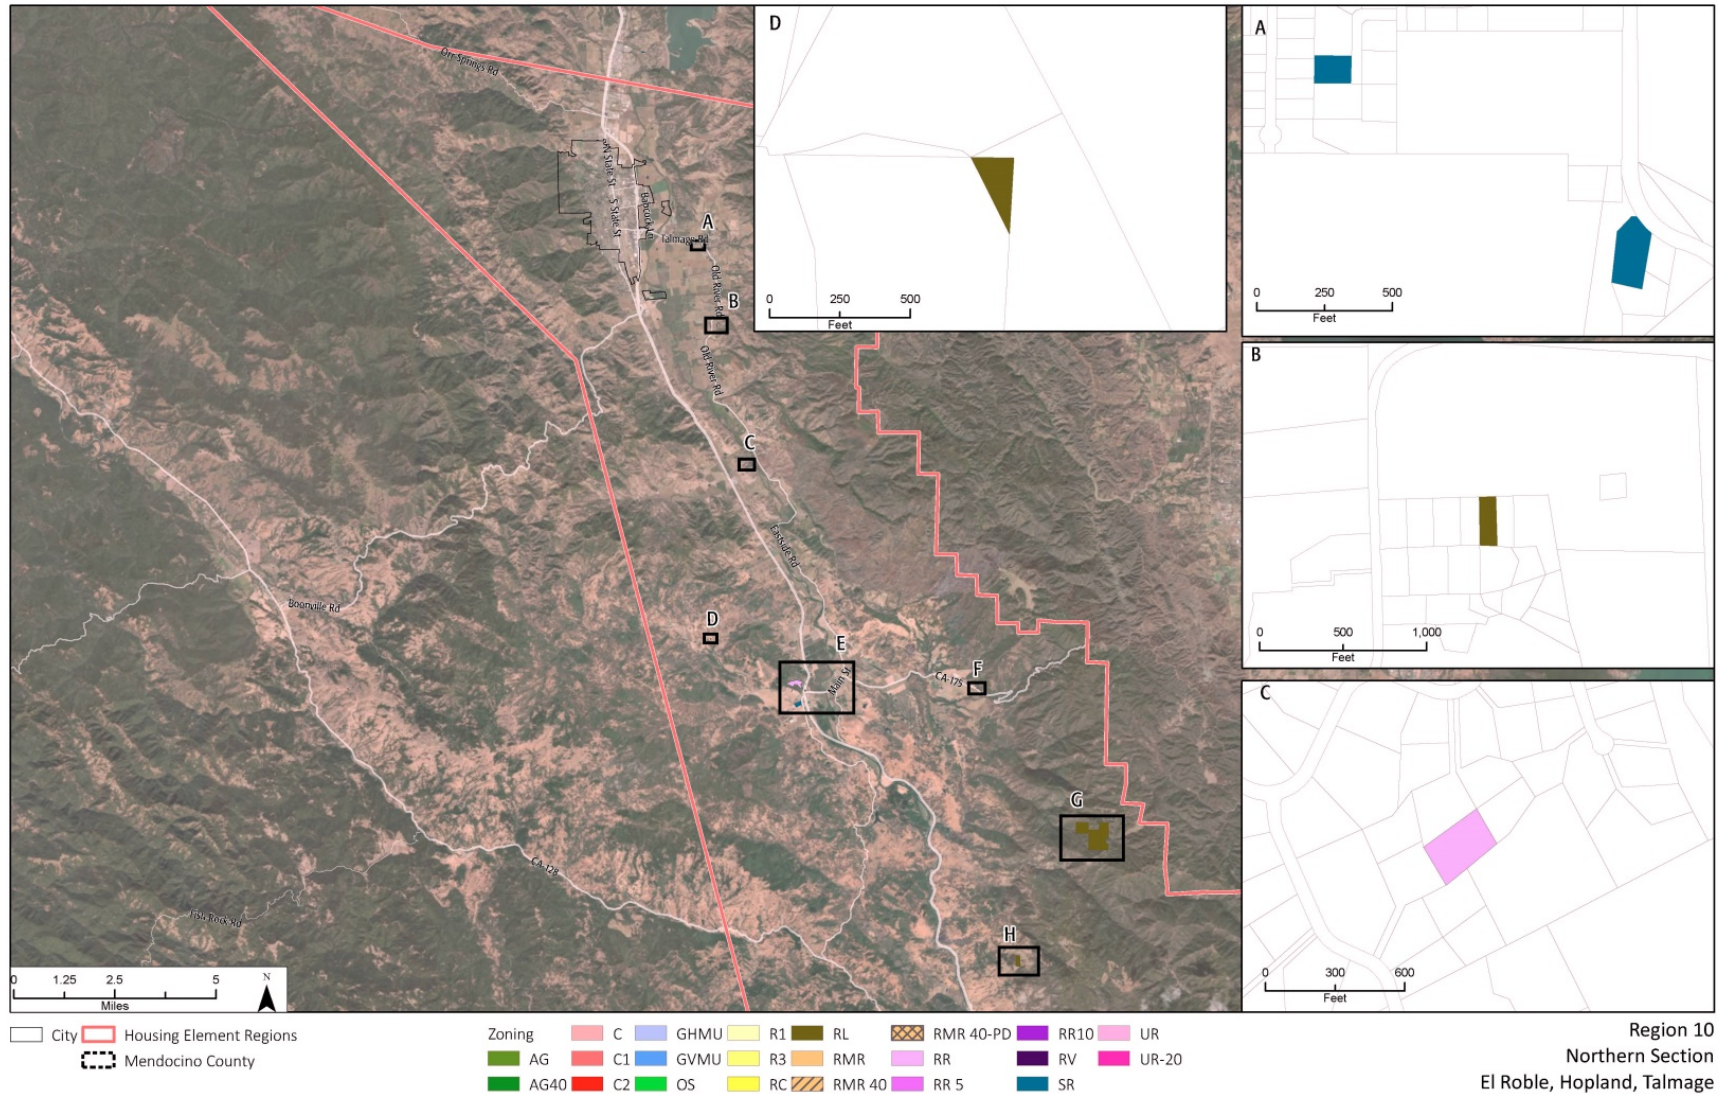 Orr Springs Rd
N State St
S State St
Babcock Ln
Talmage Rd
A
Old River Rd
B
Old River Rd
C
Eastside Rd
D
E
Main St
CA-175
F
Boonville Rd
G
CA-128
Fish Rock Rd
H
0 1.25 2.5 5
Miles
N
D
0 250 500
Feet
A
0 250 500
Feet
B
0 500 1,000
Feet
C
0 300 600
Feet
City
Housing Element Regions
Mendocino County
Zoning
AG
AG40
C
C1
C2
GHMU
GVMU
OS
R1
R3
RC
RL
RMR
RMR 40
RMR 40-PD
RR
RR 5
RR10
RV
SR
UR
UR-20
Region 10
Northern Section
El Roble, Hopland, Talmage